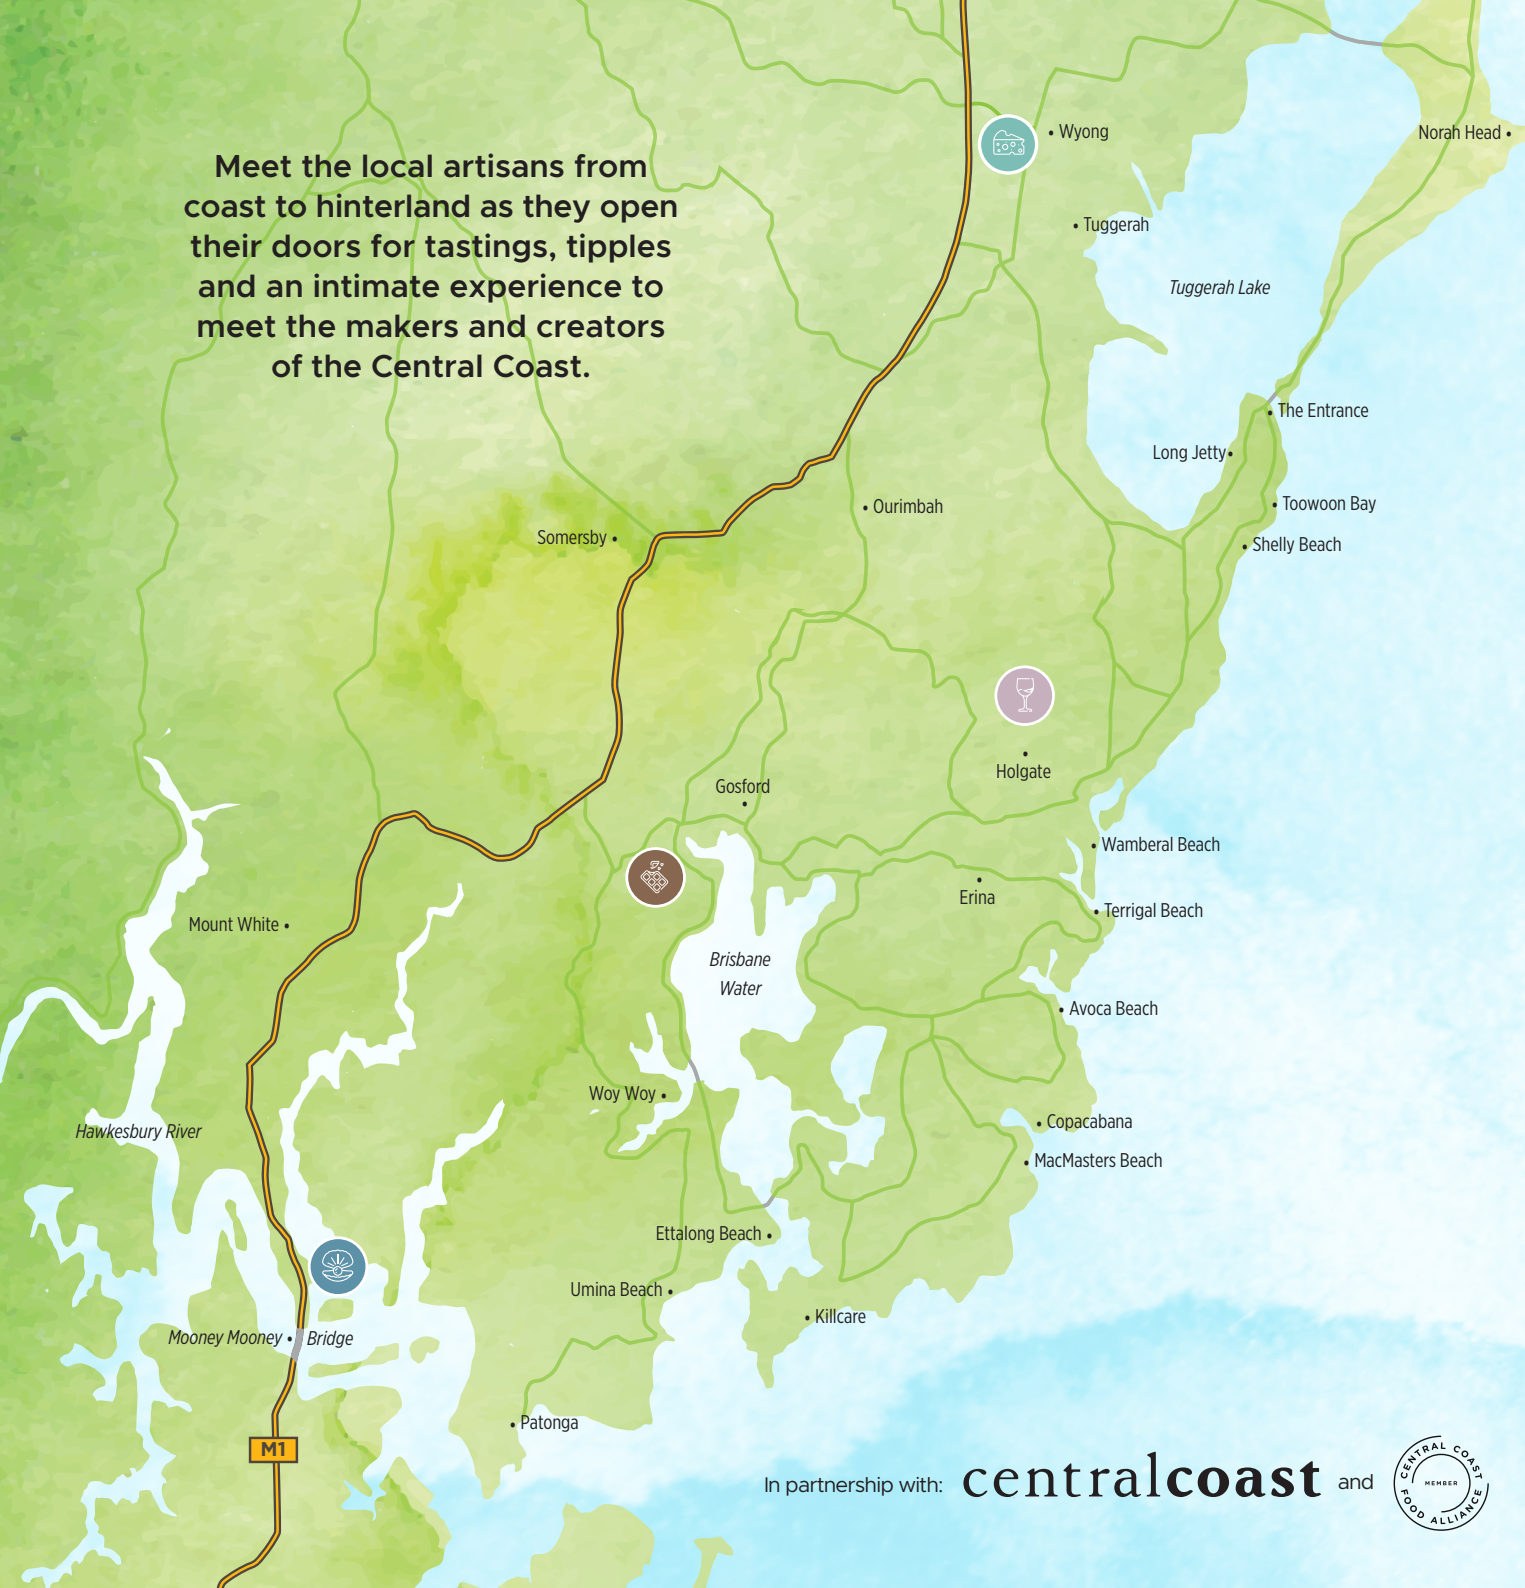 Meet the local artisans from
coast to hinterland as they open
their doors for tastings, tipples
and an intimate experience to
meet the makers and creators
of the Central Coast.
Wyong
Norah Head
Tuggerah
Tuggerah Lake
The Entrance
Long Jetty
Toowoon Bay
Ourimbah
Somersby
Shelly Beach
Holgate
Gosford
Wamberal Beach
Erina
Terrigal Beach
Mount White
Brisbane
Water
Avoca Beach
Woy Woy
Copacabana
Hawkesbury River
MacMasters Beach
Ettalong Beach
Umina Beach
Killcare
Mooney Mooney Bridge
Patonga
M1
In partnership with: centralcoast and
CENTRAL COAST
MEMBER
FOOD ALLIANCE